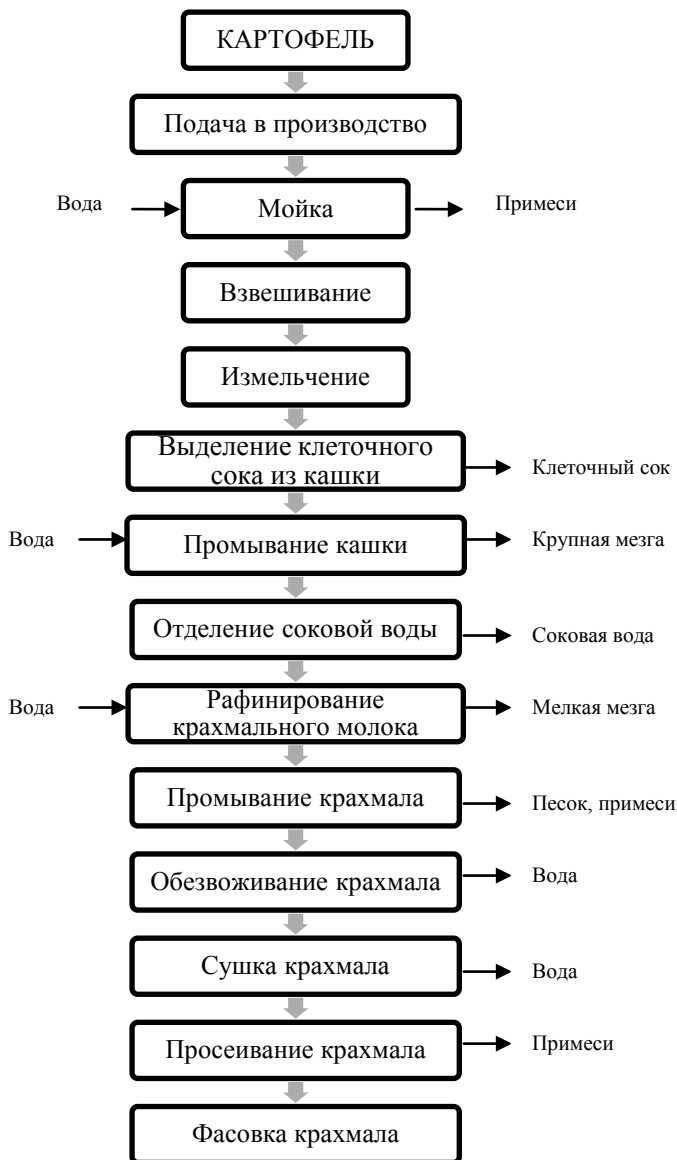 КАРТОФЕЛЬ
Подача в производство
Вода
Мойка
Примеси
Взвешивание
Измельчение
Выделение клеточного
сока из кашки
Клеточный сок
Вода
Промывание кашки
Крупная мезга
Отделение соковой воды
Соковая вода
Вода
Рафинирование
крахмального молока
Мелкая мезга
Промывание крахмала
Песок, примеси
Обезвоживание крахмала
Вода
Сушка крахмала
Вода
Просеивание крахмала
Примеси
Фасовка крахмала